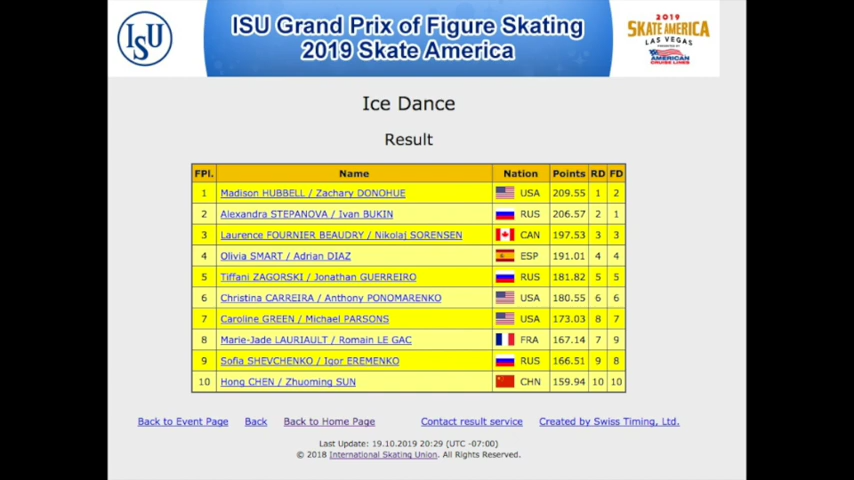 ISU
ISU Grand Prix of Figure Skating
2019 Skate America
2019
SKATE AMERICA
LAS VEGAS
PRESENTED BY
AMERICAN
CRUISE LINES
Ice Dance
Result
FPl. Name Nation Points RD FD
1 Madison HUBBELL / Zachary DONOHUE USA 209.55 1 2
2 Alexandra STEPANOVA / Ivan BUKIN RUS 206.57 2 1
3 Laurence FOURNIER BEAUDRY / Nikolaj SORENSEN CAN 197.53 3 3
4 Olivia SMART / Adrian DIAZ ESP 191.01 4 4
5 Tiffani ZAGORSKI / Jonathan GUERREIRO RUS 181.82 5 5
6 Christina CARREIRA / Anthony PONOMARENKO USA 180.55 6 6
7 Caroline GREEN / Michael PARSONS USA 173.03 8 7
8 Marie-Jade LAURIAULT / Romain LE GAC FRA 167.14 7 9
9 Sofia SHEVCHENKO / Igor EREMENKO RUS 166.51 9 8
10 Hong CHEN / Zhuoming SUN CHN 159.94 10 10
Back to Event Page Back Back to Home Page Contact result service Created by Swiss Timing, Ltd.
Last Update: 19.10.2019 20:29 (UTC -07:00)
© 2018 International Skating Union. All Rights Reserved.